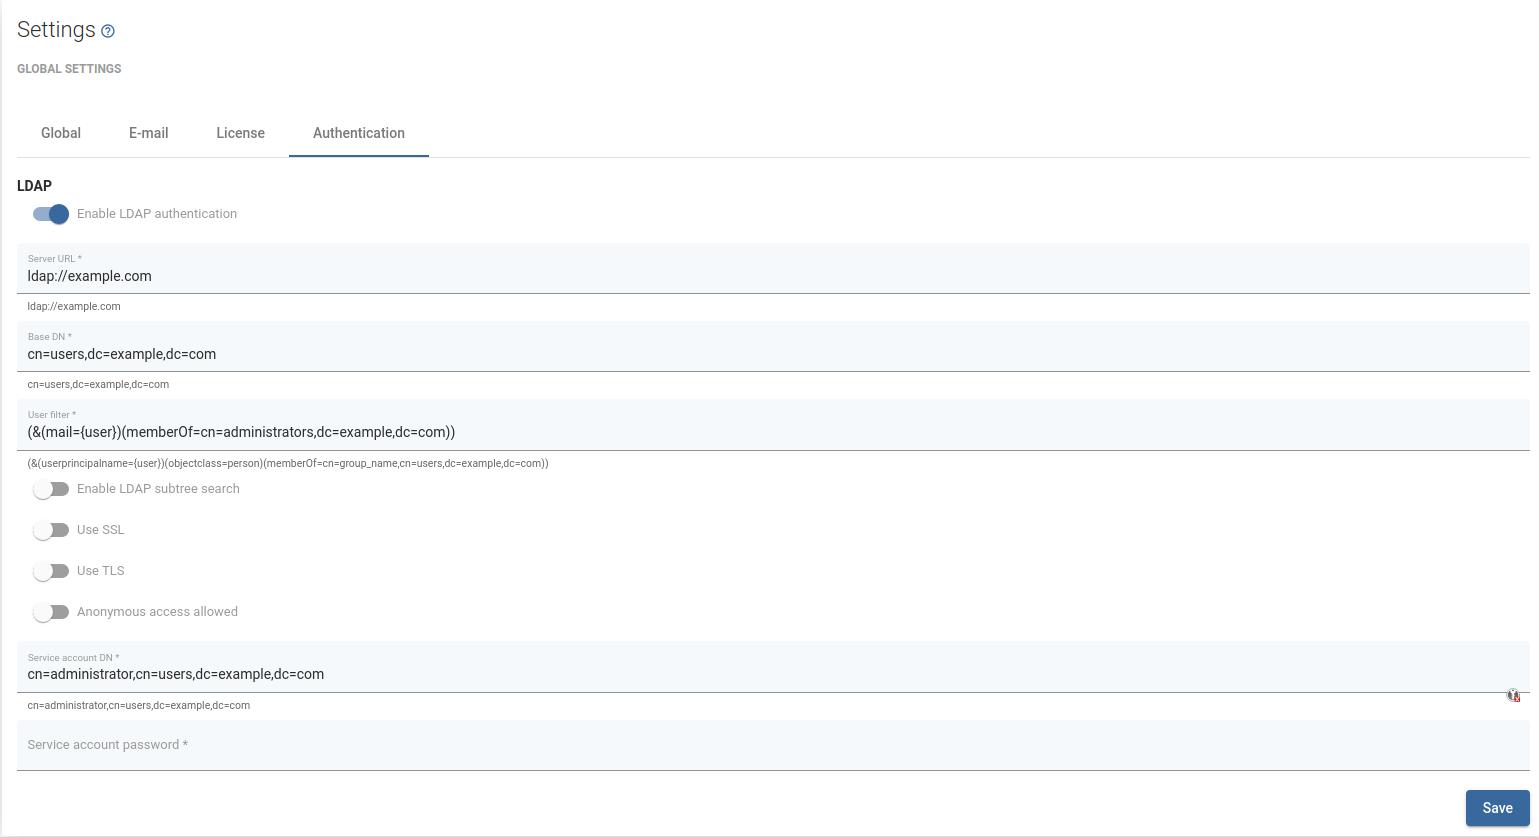 Settings
GLOBAL SETTINGS
Global E-mail License Authentication
LDAP
Enable LDAP authentication
Server URL *
ldap://example.com
ldap://example.com
Base DN *
cn=users,dc=example,dc=com
cn=users,dc=example,dc=com
User filter *
(&(mail={user})(memberOf=cn=administrators,dc=example,dc=com))
(&(userprincipalname={user})(objectclass=person)(memberOf=cn=group_name,cn=users,dc=example,dc=com))
Enable LDAP subtree search
Use SSL
Use TLS
Anonymous access allowed
Service account DN *
cn=administrator,cn=users,dc=example,dc=com
cn=administrator,cn=users,dc=example,dc=com
Service account password *
Save